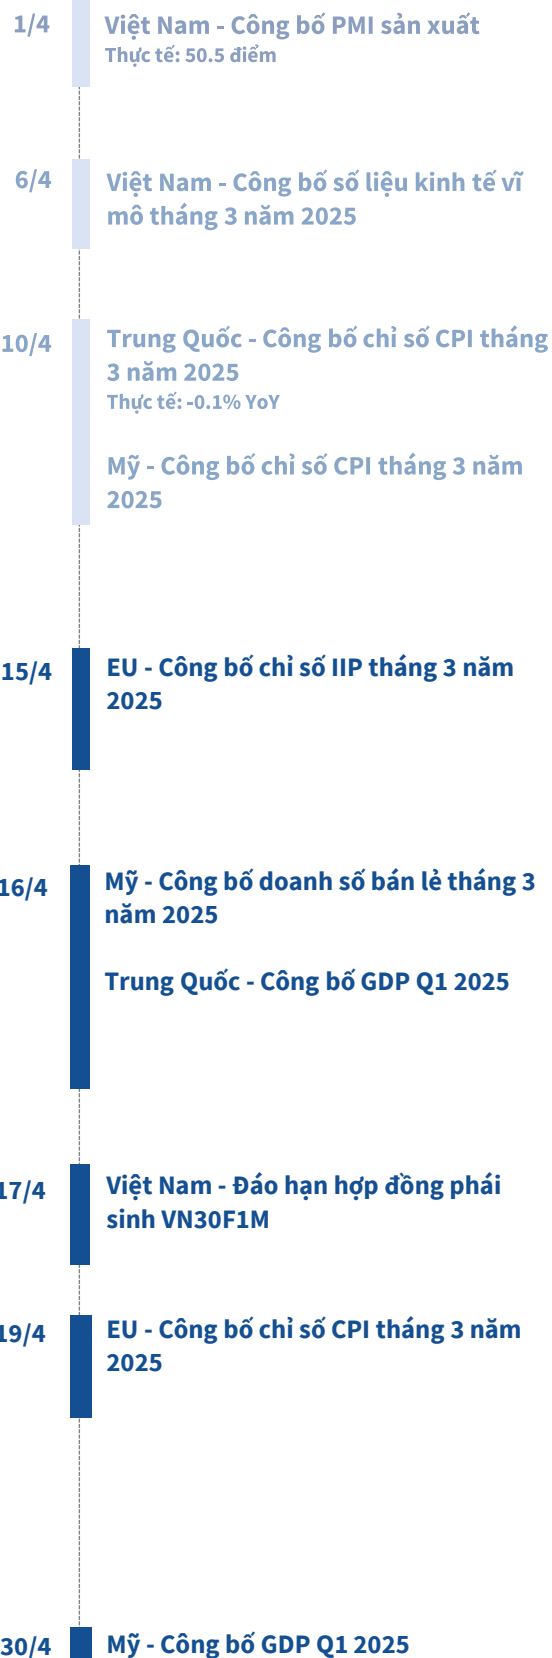 1/4
Việt Nam - Công bố PMI sản xuất
Thực tế: 50.5 điểm
6/4
Việt Nam - Công bố số liệu kinh tế vĩ
mô tháng 3 năm 2025
10/4
Trung Quốc - Công bố chỉ số CPI tháng
3 năm 2025
Thực tế: -0.1% YoY
Mỹ - Công bố chỉ số CPI tháng 3 năm
2025
15/4
EU - Công bố chỉ số IIP tháng 3 năm
2025
16/4
Mỹ - Công bố doanh số bán lẻ tháng 3
năm 2025
Trung Quốc - Công bố GDP Q1 2025
17/4
Việt Nam - Đáo hạn hợp đồng phái
sinh VN30F1M
19/4
EU - Công bố chỉ số CPI tháng 3 năm
2025
30/4
Mỹ - Công bố GDP Q1 2025